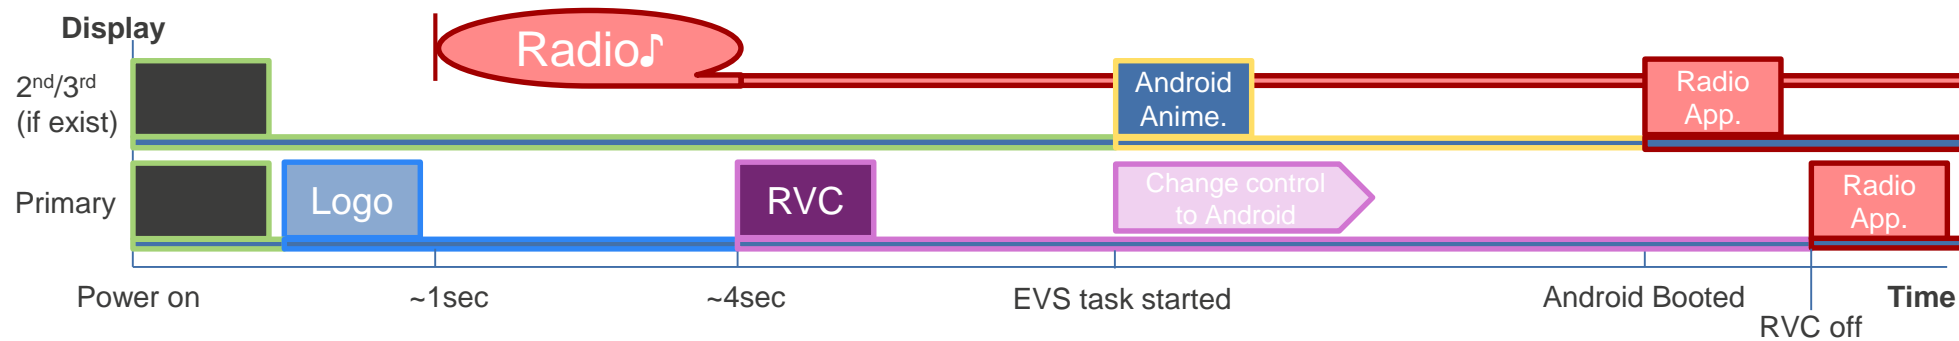 Display
Radio♪
2nd/3rd
(if exist)
Android
Anime.
Radio
App.
Primary
Logo
RVC
Change control
to Android
Radio
App.
Power on
~1sec
~4sec
EVS task started
Android Booted
Time
RVC off